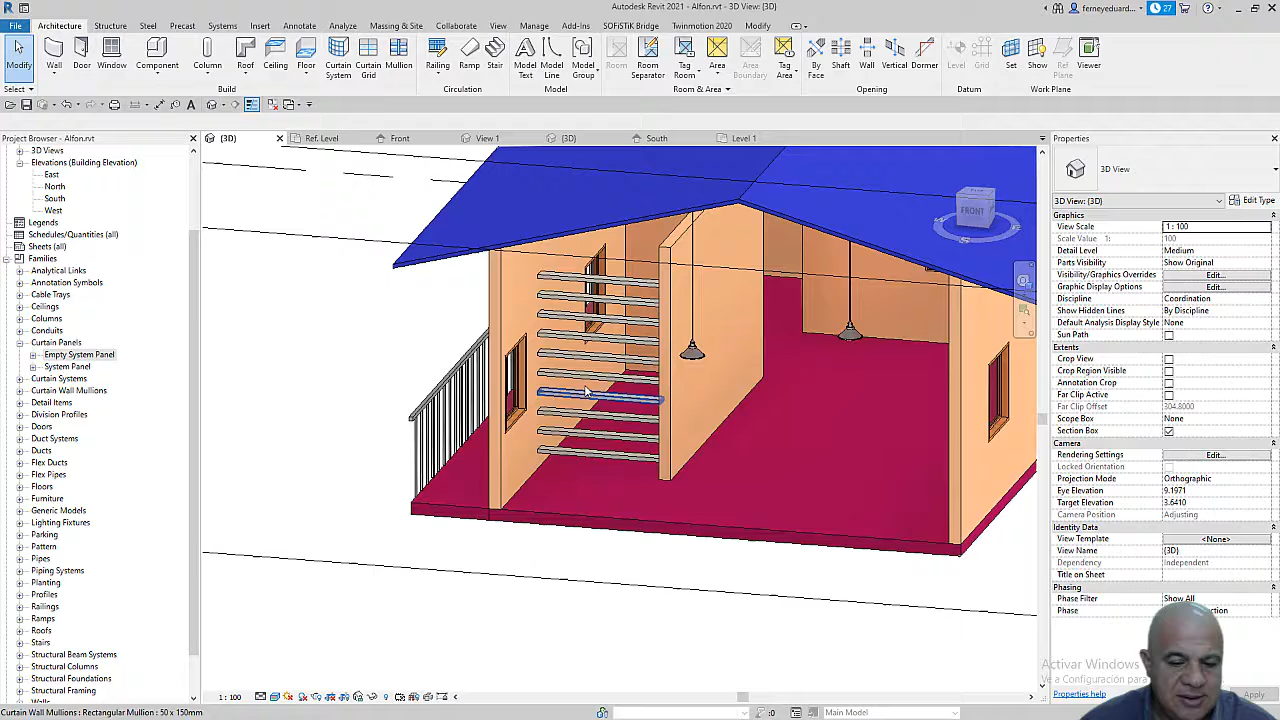 Autodesk Revit 2021 - Alfon.rvt - 3D View: {3D}
ferneyeduard...
27
File Architecture Structure Steel Precast Systems Insert Annotate Analyze Massing & Site Collaborate View Manage Add-Ins SOFiSTiK Bridge Twinmotion 2020 Modify
Modify Wall Door Window Component Column Roof Ceiling Floor Curtain System Curtain Grid Mullion Railing Ramp Stair Model Text Model Line Model Group Room Room Separator Tag Room Area Area Boundary Tag Area By Face Shaft Wall Vertical Dormer Level Grid Set Show Ref Plane Viewer
Select Build Circulation Model Room & Area Opening Datum Work Plane
Project Browser - Alfon.rvt
3D Views
Elevations (Building Elevation)
East
North
South
West
Legends
Schedules/Quantities (all)
Sheets (all)
Families
Analytical Links
Annotation Symbols
Cable Trays
Ceilings
Columns
Conduits
Curtain Panels
Empty System Panel
System Panel
Curtain Systems
Curtain Wall Mullions
Detail Items
Division Profiles
Doors
Duct Systems
Ducts
Flex Ducts
Flex Pipes
Floors
Furniture
Generic Models
Lighting Fixtures
Parking
Pattern
Pipes
Piping Systems
Planting
Profiles
Railings
Ramps
Roofs
Stairs
Structural Beam Systems
Structural Columns
Structural Foundations
Structural Framing
Walls
{3D} Ref. Level Front View 1 {3D} South Level 1
FRONT
Properties
3D View
3D View: {3D} Edit Type
Graphics
View Scale 1 : 100
Scale Value 1: 100
Detail Level Medium
Parts Visibility Show Original
Visibility/Graphics Overrides Edit...
Graphic Display Options Edit...
Discipline Coordination
Show Hidden Lines By Discipline
Default Analysis Display Style None
Sun Path
Extents
Crop View
Crop Region Visible
Annotation Crop
Far Clip Active
Far Clip Offset 304.8000
Scope Box None
Section Box
Camera
Rendering Settings Edit...
Locked Orientation
Projection Mode Orthographic
Eye Elevation 9.1971
Target Elevation 3.6410
Camera Position Adjusting
Identity Data
View Template <None>
View Name {3D}
Dependency Independent
Title on Sheet
Phasing
Phase Filter Show All
Phase
Activar Windows
Ve a Configuración para
Properties help Apply
1 : 100
Curtain Wall Mullions : Rectangular Mullion : 50 x 150mm :0 Main Model